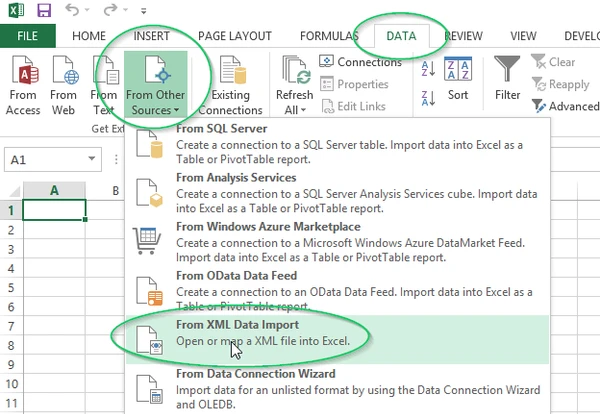 FILE HOME INSERT PAGE LAYOUT FORMULAS DATA REVIEW VIEW DEVEL
From Access
From Web
From Text
From Other Sources
Existing Connections
Refresh All
Connections
Properties
Edit Links
Sort
Filter
Clear
Reapply
Advanced
Get Ext
A1
A B
1
2
3
4
5
6
7
8
9
10
11
From SQL Server
Create a connection to a SQL Server table. Import data into Excel as a
Table or PivotTable report.
From Analysis Services
Create a connection to a SQL Server Analysis Services cube. Import data
into Excel as a Table or PivotTable report.
From Windows Azure Marketplace
Create a connection to a Microsoft Windows Azure DataMarket Feed.
Import data into Excel as a Table or PivotTable report.
From OData Data Feed
Create a connection to an OData Data Feed. Import data into Excel as a
Table or PivotTable report.
From XML Data Import
Open or map a XML file into Excel.
From Data Connection Wizard
Import data for an unlisted format by using the Data Connection Wizard
and OLEDB.